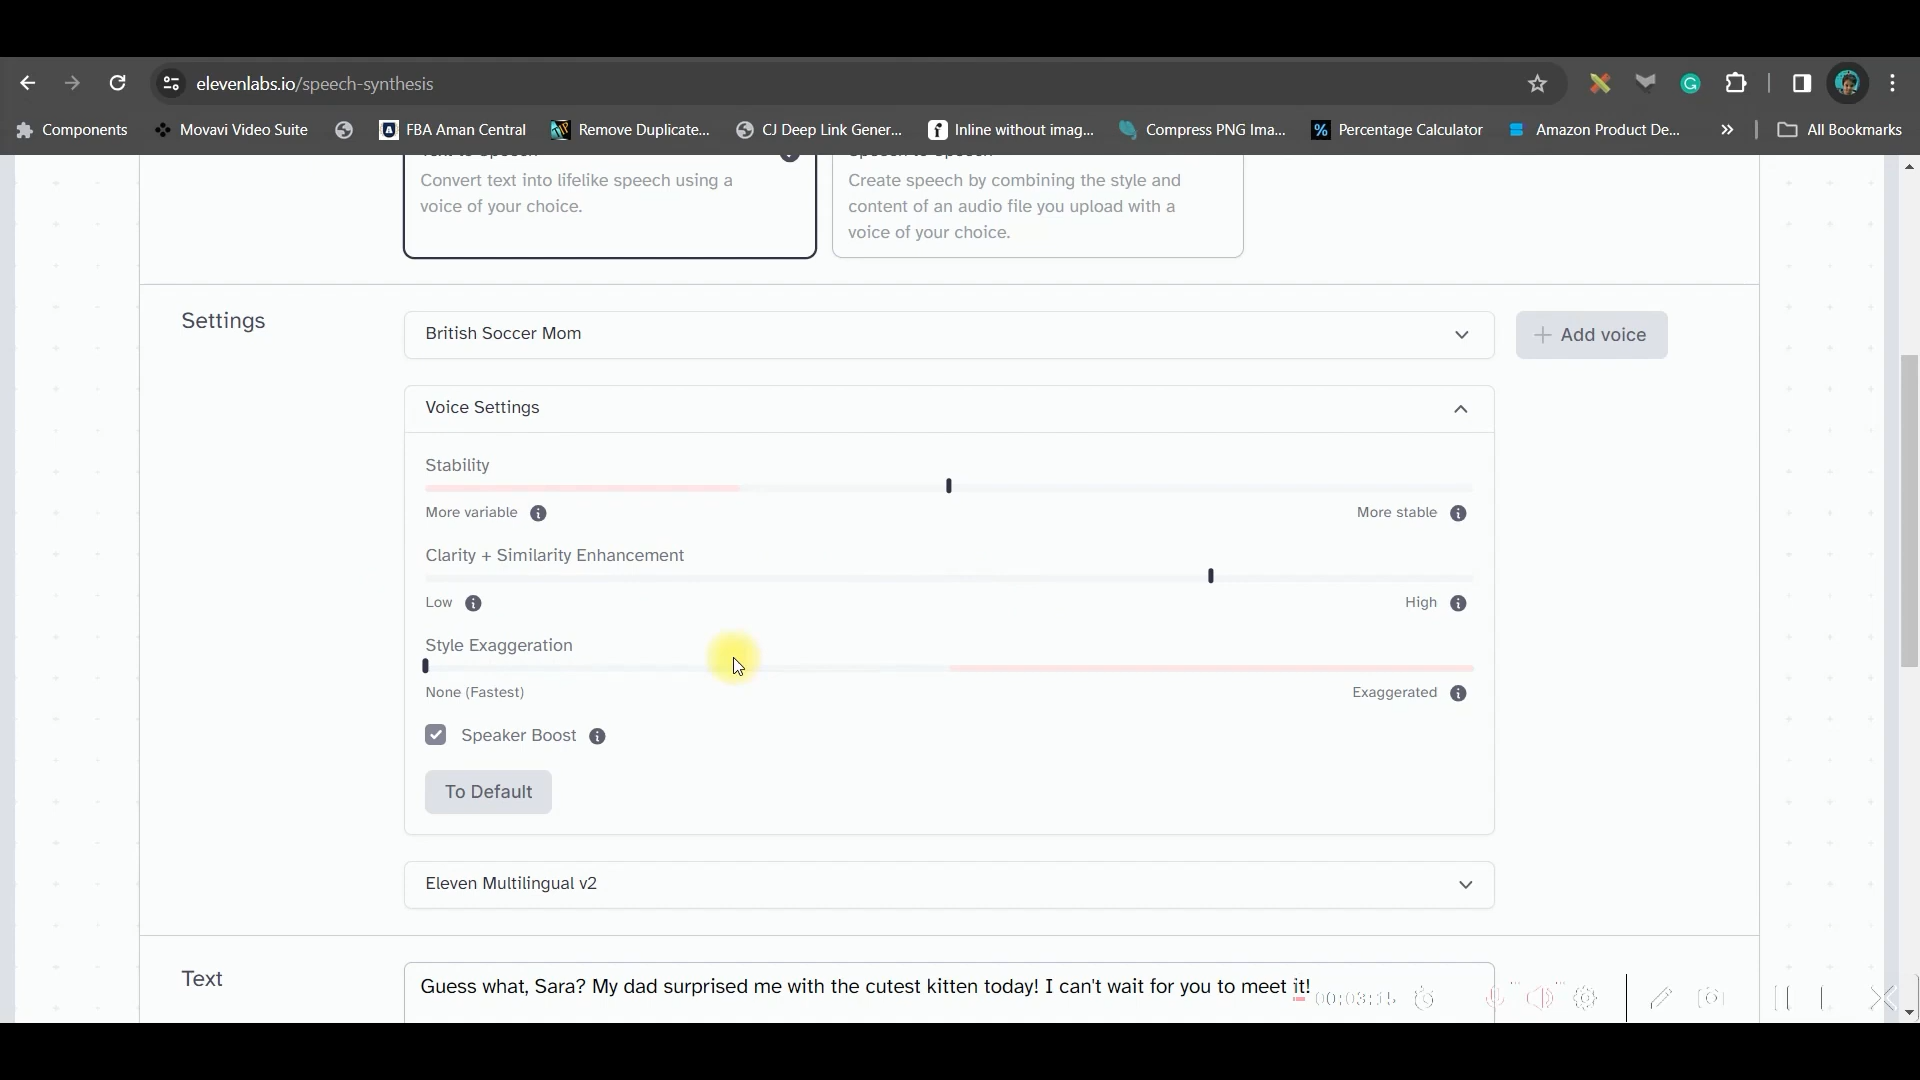 elevenlabs.io/speech-synthesis
Components
Movavi Video Suite
FBA Aman Central
Remove Duplicate...
CJ Deep Link Gener...
Inline without imag...
Compress PNG Ima...
Percentage Calculator
Amazon Product De...
All Bookmarks
Convert text into lifelike speech using a
voice of your choice.
Create speech by combining the style and
content of an audio file you upload with a
voice of your choice.
Settings
British Soccer Mom
Add voice
Voice Settings
Stability
More variable
More stable
Clarity + Similarity Enhancement
Low
High
Style Exaggeration
None (Fastest)
Exaggerated
Speaker Boost
To Default
Eleven Multilingual v2
Text
Guess what, Sara? My dad surprised me with the cutest kitten today! I can't wait for you to meet it!
00:03:15